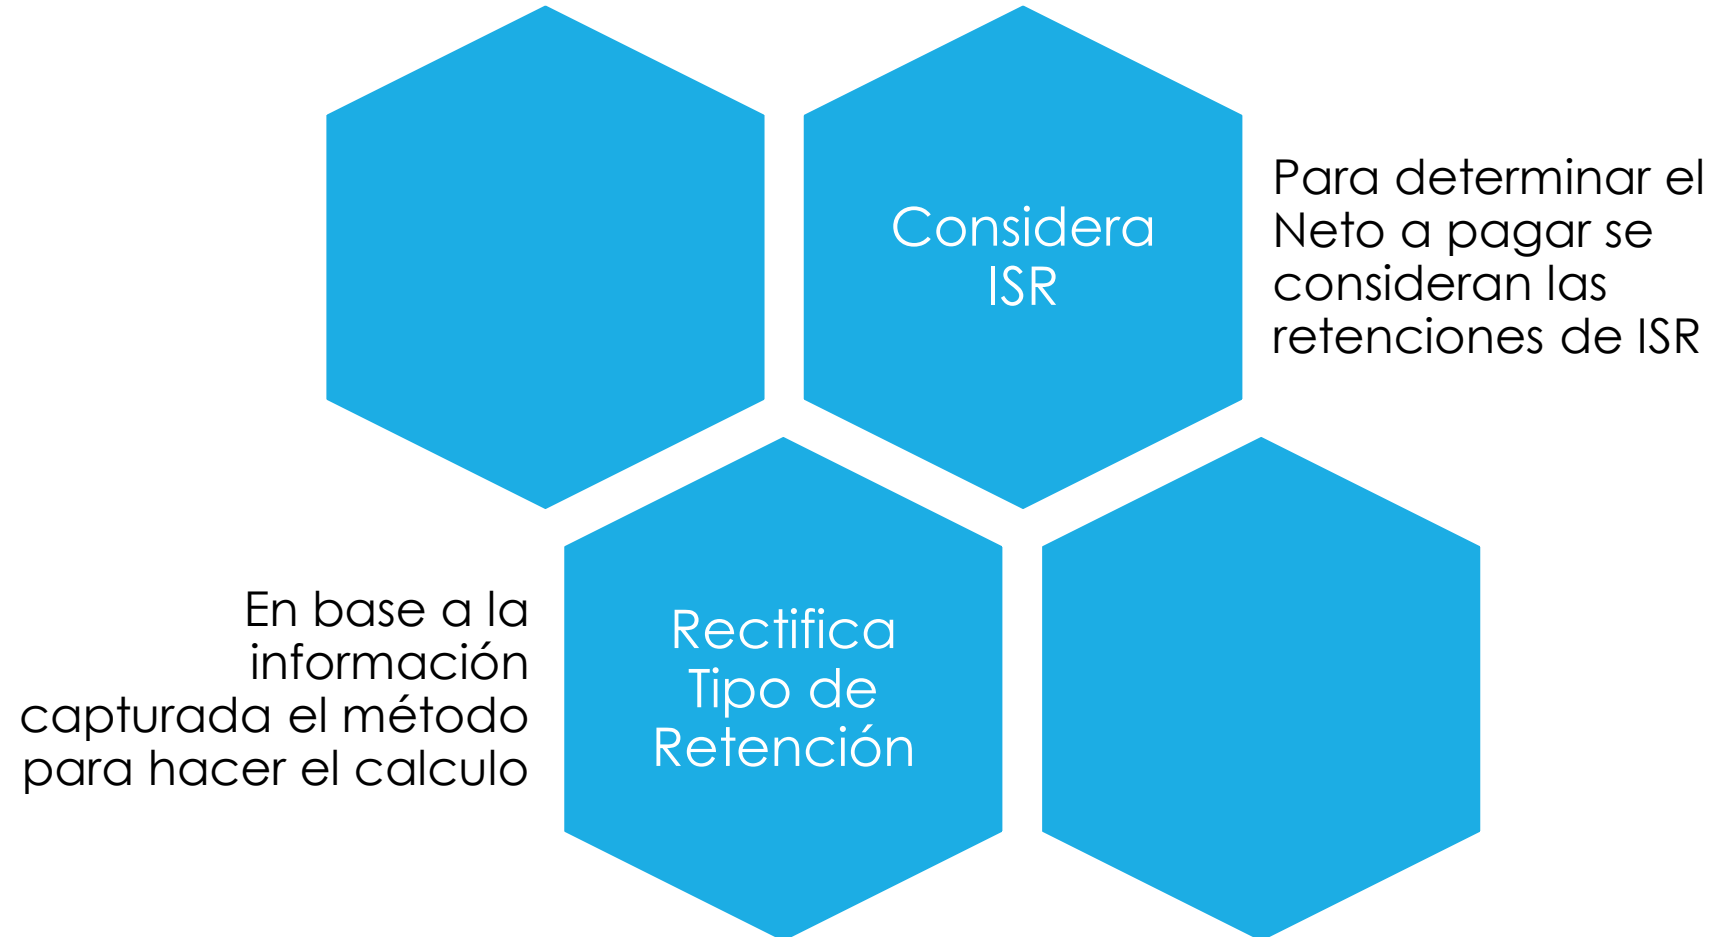 Considera
ISR
Para determinar el
Neto a pagar se
consideran las
retenciones de ISR
Rectifica
Tipo de
Retención
En base a la
información
capturada el método
para hacer el calculo